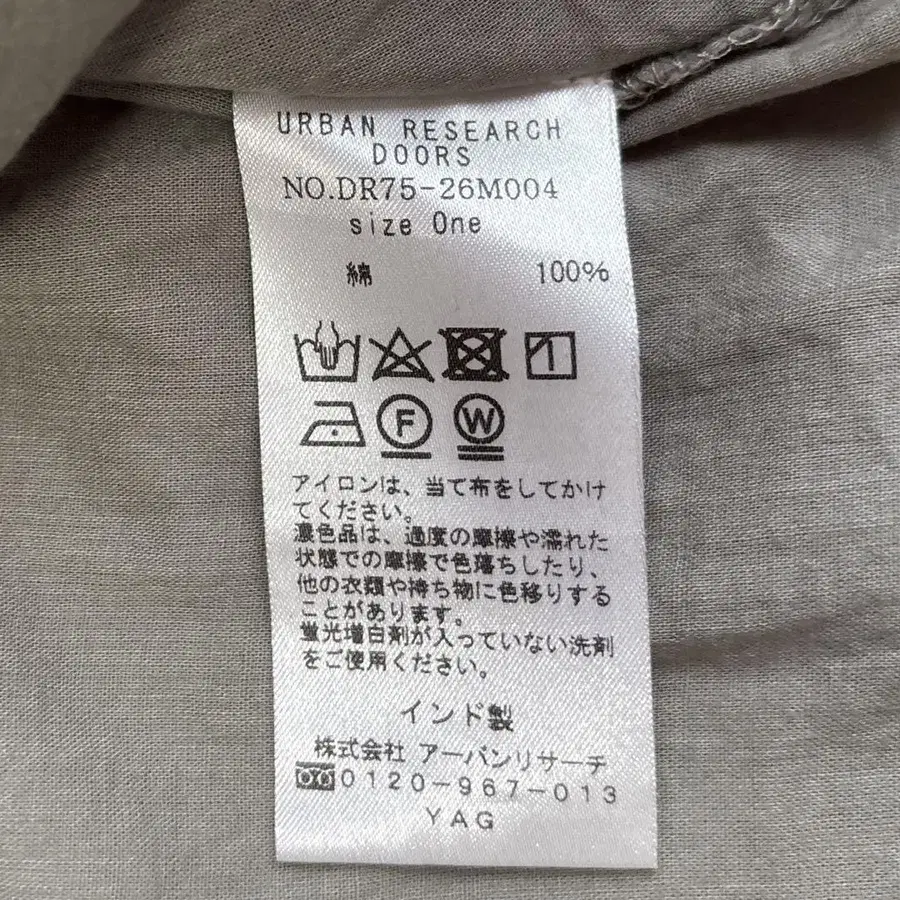 URBAN RESEARCH
DOORS
NO.DR75-26M004
size One
綿 100%
F W
アイロンは、当て布をしてかけ
てください。
濃色品は、過度の摩擦や濡れた
状態での摩擦で色落ちしたり、
他の衣類や持ち物に色移りする
ことがあります。
蛍光増白剤が入っていない洗剤
をご使用ください。
インド製
株式会社 アーバンリサーチ
0120-967-013
YAG